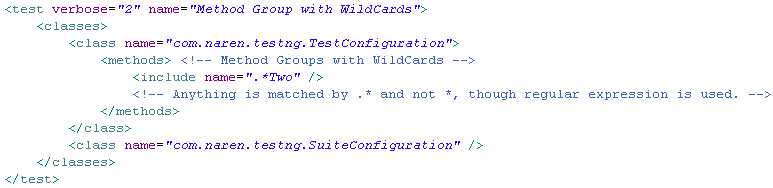 <test verbose="2" name="Method Group with WildCards">
    <classes>
        <class name="com.naren.testng.TestConfiguration">
            <methods> <!-- Method Groups with WildCards -->
                <include name=".*Two" />
                <!-- Anything is matched by .* and not *, though regular expression is used. -->
            </methods>
        </class>
        <class name="com.naren.testng.SuiteConfiguration" />
    </classes>
</test>